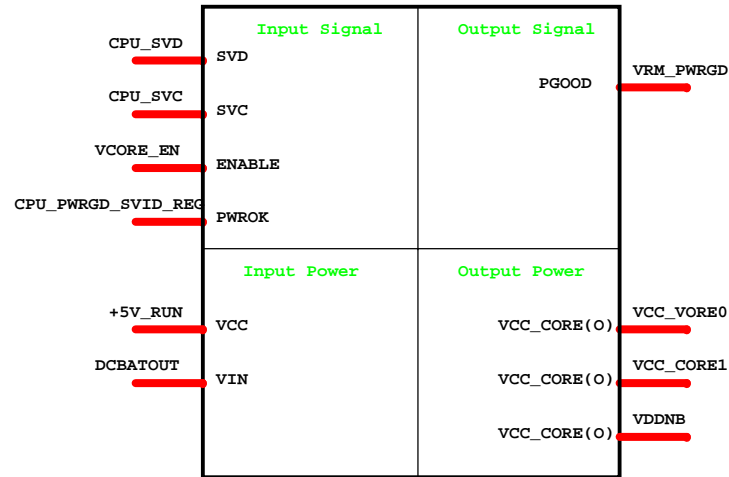 Input Signal Output Signal
CPU_SVD SVD
PGOOD VRM_PWRGD
CPU_SVC SVC
VCORE_EN ENABLE
CPU_PWRGD_SVID_REG PWROK
Input Power Output Power
+5V_RUN VCC VCC_CORE(O) VCC_VORE0
DCBATOUT VIN VCC_CORE(O) VCC_CORE1
VCC_CORE(O) VDDNB